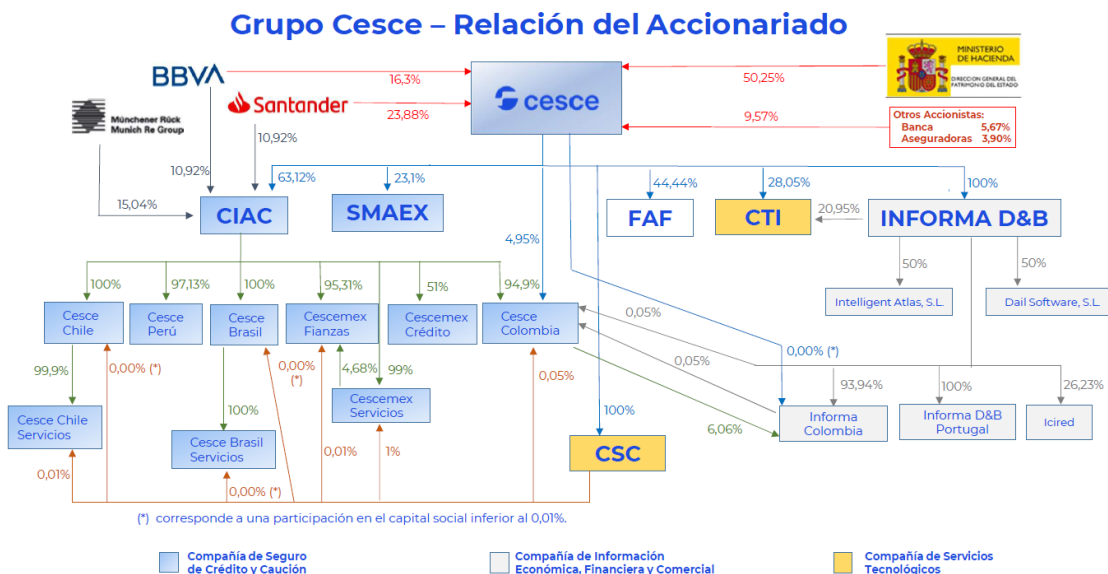 Grupo Cesce – Relación del Accionariado
BBVA
16,3%
cesce
50,25%
MINISTERIO
DE HACIENDA
DIRECCION GENERAL DEL
PATRIMONIO DEL ESTADO
Münchener Rück
Munich Re Group
Santander
23,88%
9,57%
Otros Accionistas:
Banca 5,67%
Aseguradoras 3,90%
10,92%
10,92%
63,12%
23,1%
44,44%
28,05%
100%
15,04%
CIAC
SMAEX
FAF
CTI
20,95%
INFORMA D&B
4,95%
50%
50%
100%
97,13%
100%
95,31%
51%
94,9%
Intelligent Atlas, S.L.
Dail Software, S.L.
Cesce
Chile
Cesce
Perú
Cesce
Brasil
Cescemex
Fianzas
Cescemex
Crédito
Cesce
Colombia
0,05%
0,05%
0,00% (*)
99,9%
0,00% (*)
0,00%
(*)
4,68%
99%
0,05%
93,94%
100%
26,23%
Cesce Chile
Servicios
100%
Cescemex
Servicios
100%
6,06%
Informa
Colombia
Informa D&B
Portugal
Icired
Cesce Brasil
Servicios
CSC
0,01%
0,00% (*)
0,01%
1%
(*) corresponde a una participación en el capital social inferior al 0,01%.
Compañía de Seguro
de Crédito y Caución
Compañía de Información
Económica, Financiera y Comercial
Compañía de Servicios
Tecnológicos